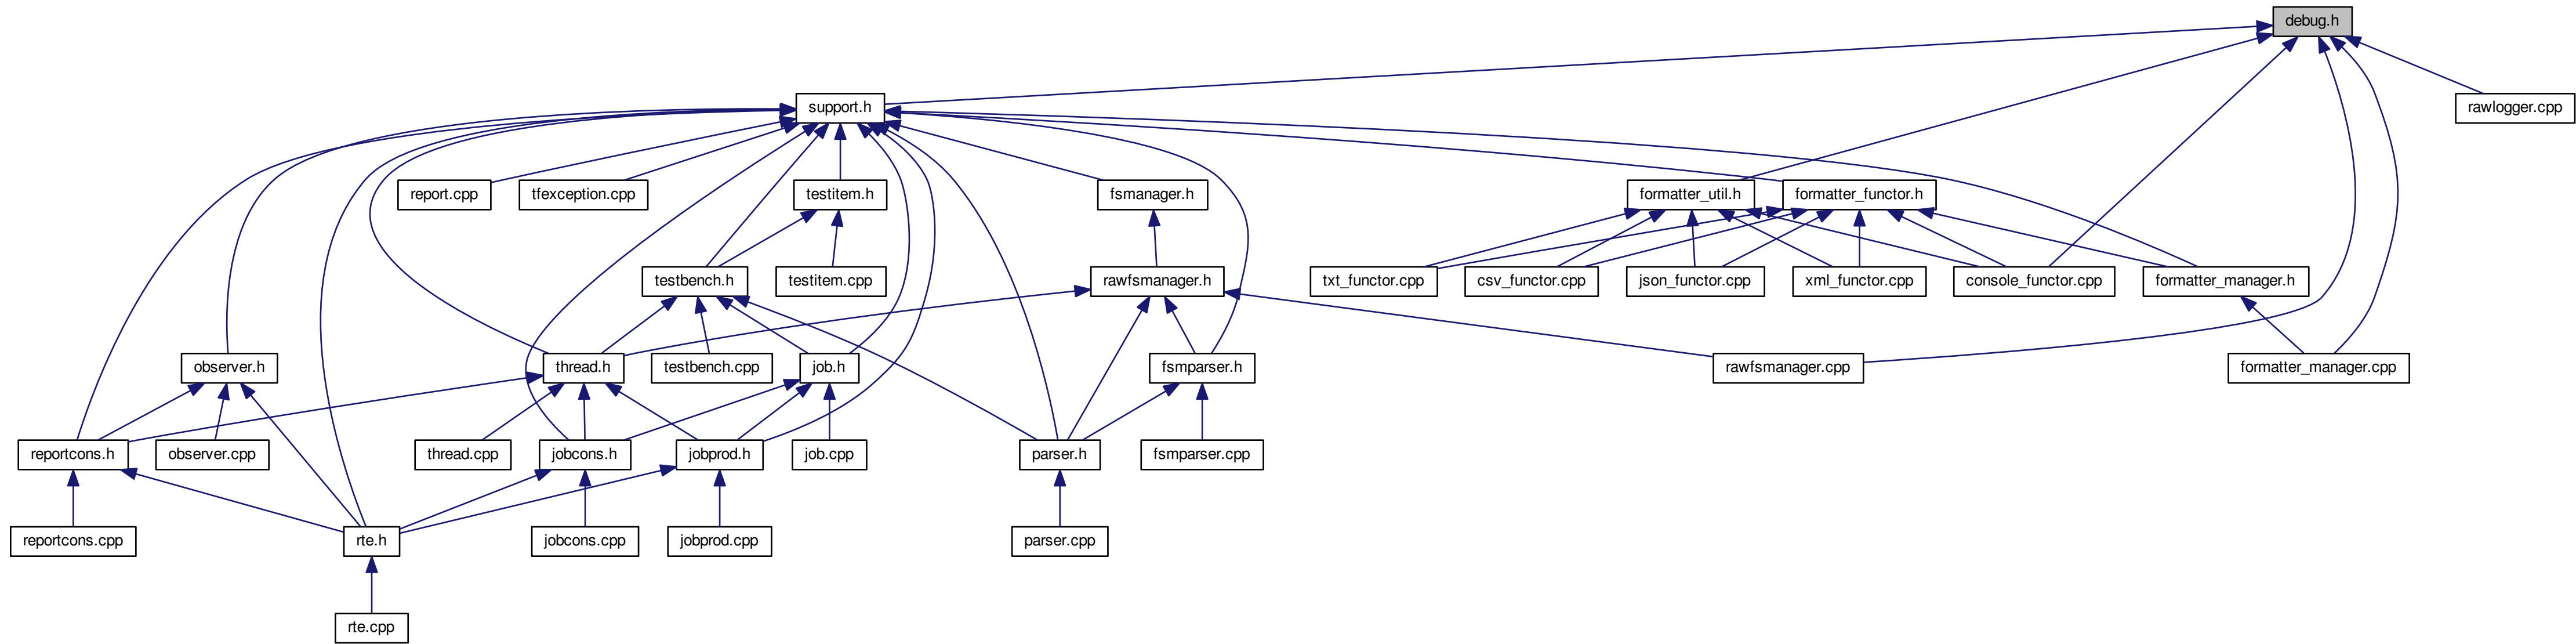 debug.h
support.h
rawlogger.cpp
report.cpp
tfexception.cpp
testitem.h
fsmanager.h
formatter_util.h
formatter_functor.h
testbench.h
testitem.cpp
rawfsmanager.h
txt_functor.cpp
csv_functor.cpp
json_functor.cpp
xml_functor.cpp
console_functor.cpp
formatter_manager.h
observer.h
thread.h
testbench.cpp
job.h
fsmparser.h
rawfsmanager.cpp
formatter_manager.cpp
reportcons.h
observer.cpp
thread.cpp
jobcons.h
jobprod.h
job.cpp
parser.h
fsmparser.cpp
reportcons.cpp
rte.h
jobcons.cpp
jobprod.cpp
parser.cpp
rte.cpp